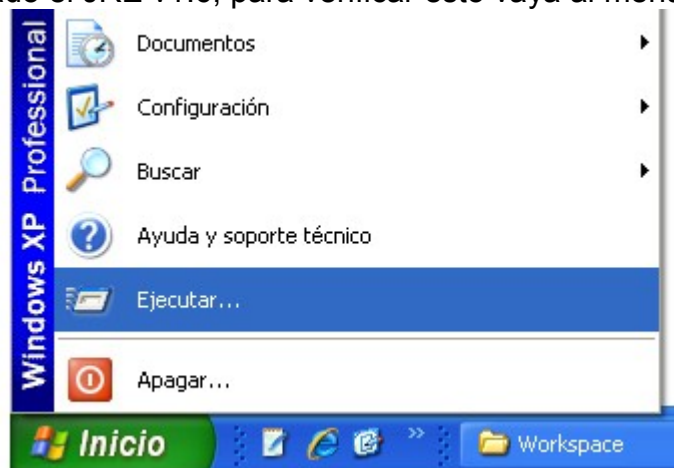 Documentos
Configuración
Buscar
Ayuda y soporte técnico
Ejecutar...
Apagar...
Windows XP Professional
Inicio
»
Workspace